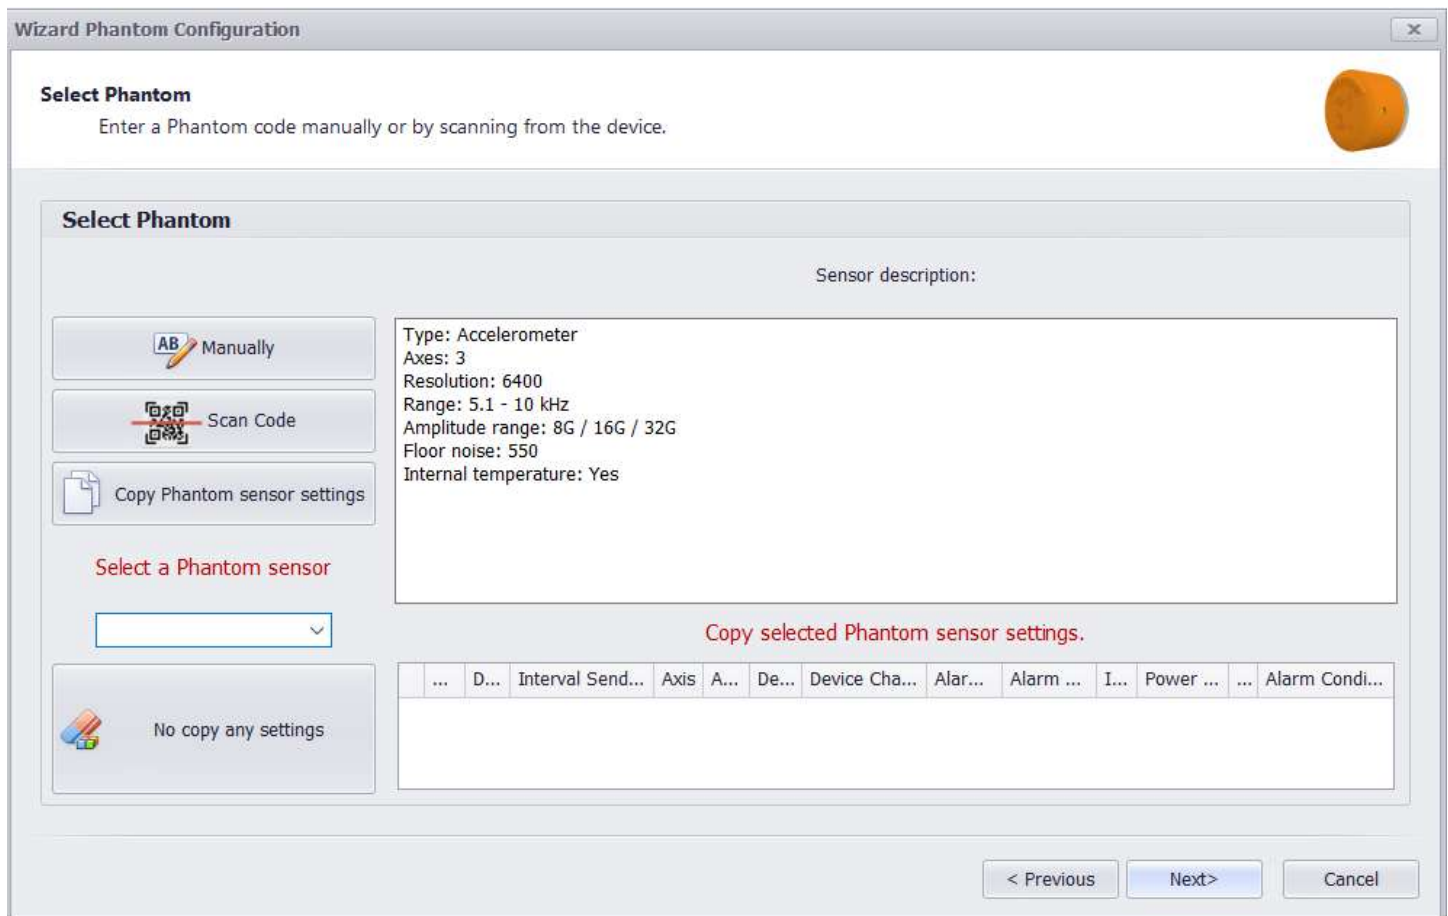 Wizard Phantom Configuration
Select Phantom
Enter a Phantom code manually or by scanning from the device.
Select Phantom
Sensor description:
Manually
Scan Code
Copy Phantom sensor settings
Select a Phantom sensor
No copy any settings
Type: Accelerometer
Axes: 3
Resolution: 6400
Range: 5.1 - 10 kHz
Amplitude range: 8G / 16G / 32G
Floor noise: 550
Internal temperature: Yes
Copy selected Phantom sensor settings.
... D... Interval Send... Axis A... De... Device Cha... Alar... Alarm ... I... Power ... ... Alarm Condi...
< Previous Next> Cancel